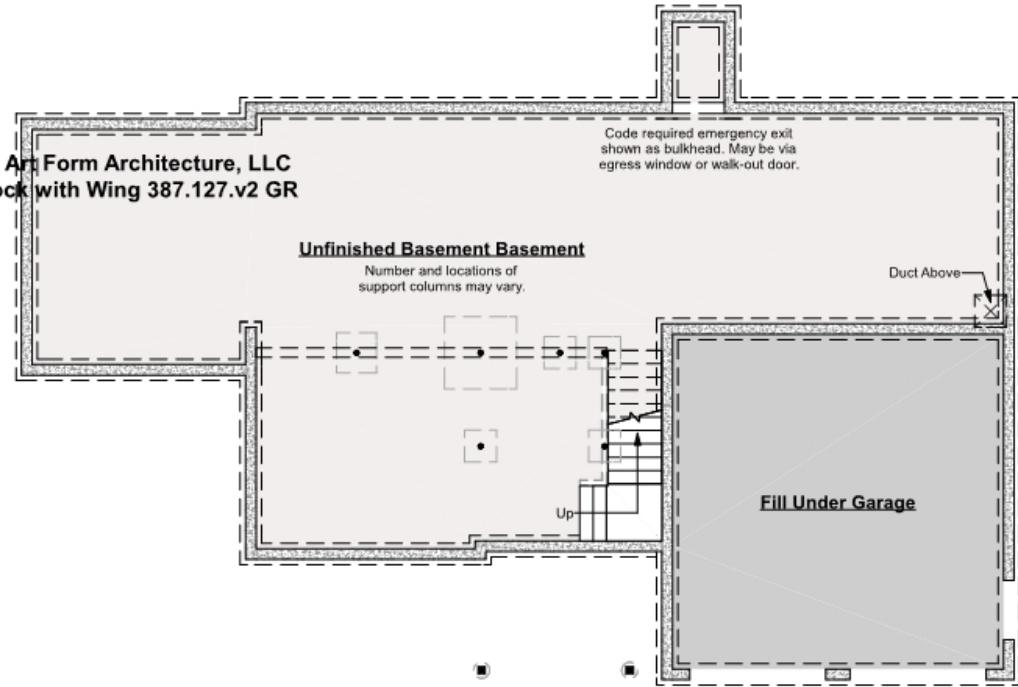 Code required emergency exit
shown as bulkhead. May be via
egress window or walk-out door.
Art Form Architecture, LLC
with Wing 387.127.v2 GR
Unfinished Basement Basement
Number and locations of
support columns may vary.
Duct Above
Fill Under Garage
Up